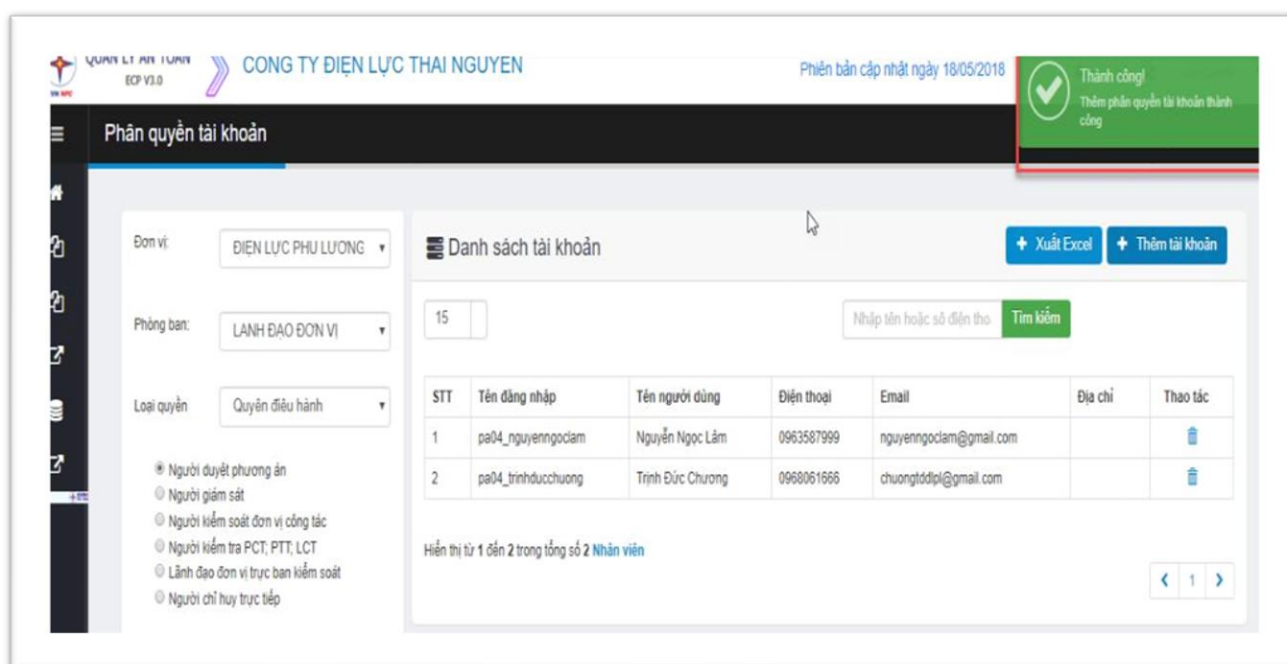 QUẢN LÝ AN TOÀN
ECP V3.0
CÔNG TY ĐIỆN LỰC THÁI NGUYÊN
Phiên bản cập nhật ngày 18/05/2018
Thành công!
Thêm phân quyền tài khoản thành
công
Phân quyền tài khoản
Đơn vị:
ĐIỆN LỰC PHÚ LƯƠNG
Phòng ban:
LÃNH ĐẠO ĐƠN VỊ
Loại quyền
Quyền điều hành
Người duyệt phương án
Người giám sát
Người kiểm soát đơn vị công tác
Người kiểm tra PCT; PTT; LCT
Lãnh đạo đơn vị trực ban kiểm soát
Người chỉ huy trực tiếp
Danh sách tài khoản
+ Xuất Excel
+ Thêm tài khoản
15
Nhập tên hoặc số điện tho
Tìm kiếm
STT Tên đăng nhập Tên người dùng Điện thoại Email Địa chỉ Thao tác
1 pa04_nguyenngoclam Nguyễn Ngọc Lâm 0963587999 nguyenngoclam@gmail.com
2 pa04_trinhducchuong Trịnh Đức Chương 0968061666 chuongtddlpl@gmail.com
Hiển thị từ 1 đến 2 trong tổng số 2 Nhân viên
1